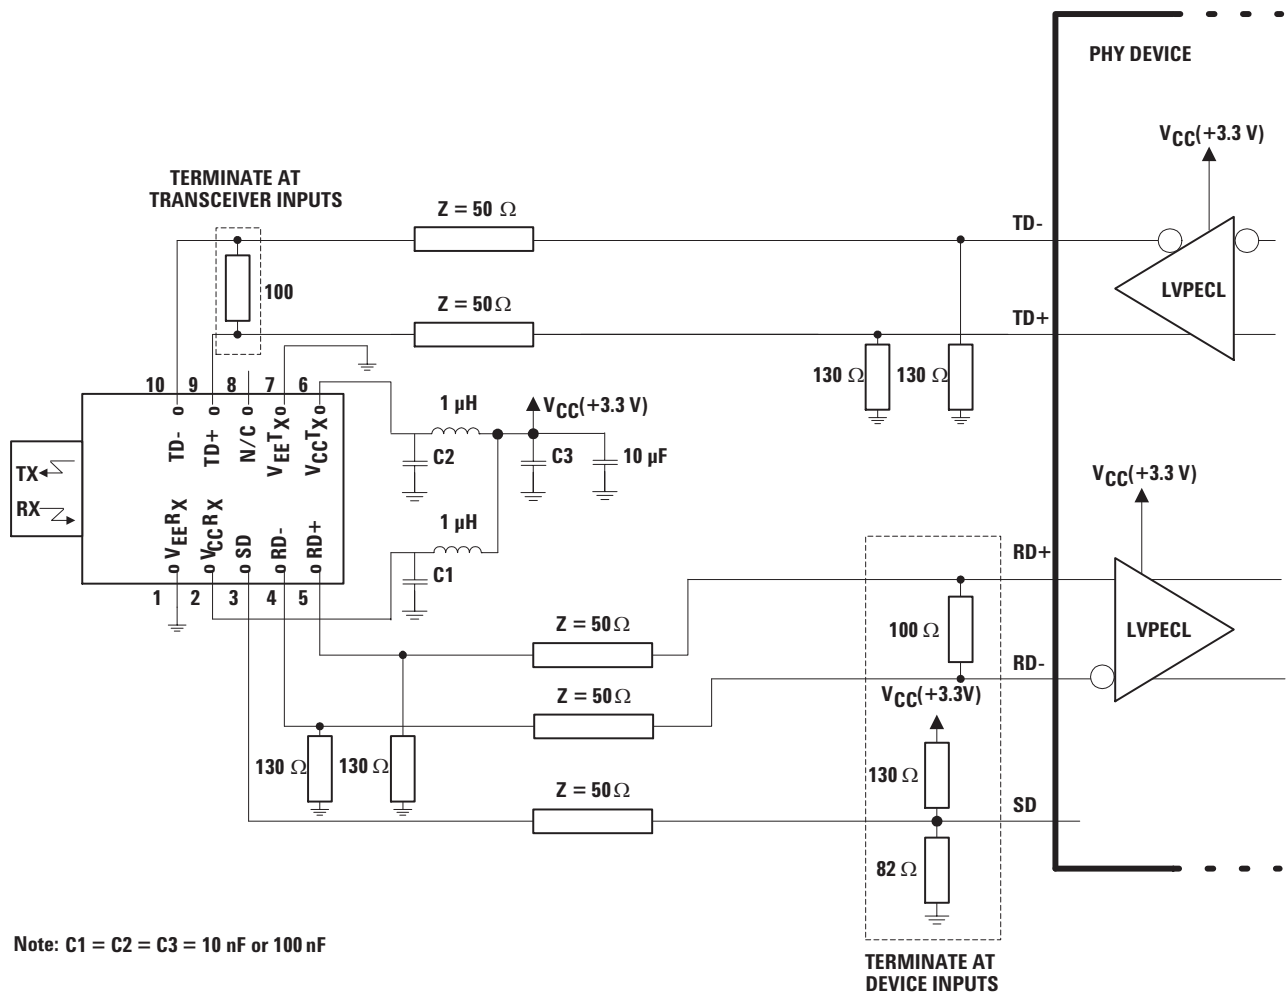 PHY DEVICE
VCC(+3.3 V)
TERMINATE AT
TRANSCEIVER INPUTS
Z = 50 Ω
TD-
LVPECL
100
Z = 50 Ω
TD+
130 Ω 130 Ω
10 9 8 7 6
1 µH
VCC(+3.3 V)
TD- o
TD+ o
N/C o
VEETX o
VCCTX o
C2
C3
10 µF
TX
RX
VCC(+3.3 V)
1 µH
o VEERX
o VCCRX
o SD
o RD-
o RD+
C1
RD+
1 2 3 4 5
Z = 50 Ω
100 Ω
LVPECL
RD-
Z = 50 Ω
VCC(+3.3V)
130 Ω 130 Ω
130 Ω
Z = 50 Ω
SD
82 Ω
Note: C1 = C2 = C3 = 10 nF or 100 nF
TERMINATE AT
DEVICE INPUTS